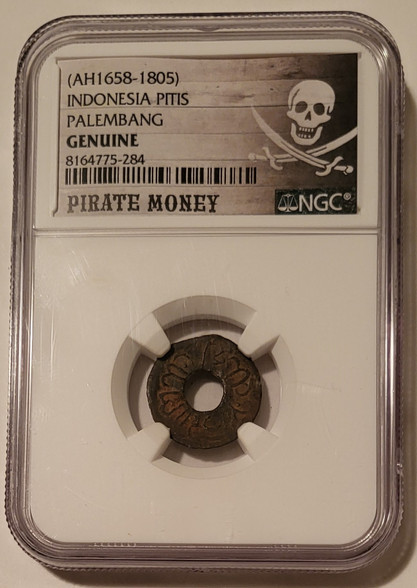 (AH1658-1805)
INDONESIA PITIS
PALEMBANG
GENUINE
8164775-284
PIRATE MONEY
NGC®